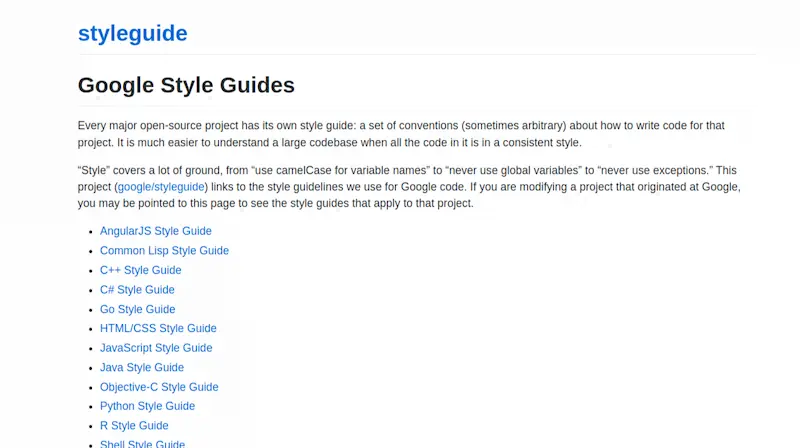 styleguide
Google Style Guides
Every major open-source project has its own style guide: a set of conventions (sometimes arbitrary) about how to write code for that
project. It is much easier to understand a large codebase when all the code in it is in a consistent style.
“Style” covers a lot of ground, from “use camelCase for variable names” to “never use global variables” to “never use exceptions.” This
project (google/styleguide) links to the style guidelines we use for Google code. If you are modifying a project that originated at Google,
you may be pointed to this page to see the style guides that apply to that project.
• AngularJS Style Guide
• Common Lisp Style Guide
• C++ Style Guide
• C# Style Guide
• Go Style Guide
• HTML/CSS Style Guide
• JavaScript Style Guide
• Java Style Guide
• Objective-C Style Guide
• Python Style Guide
• R Style Guide
• Shell Style Guide